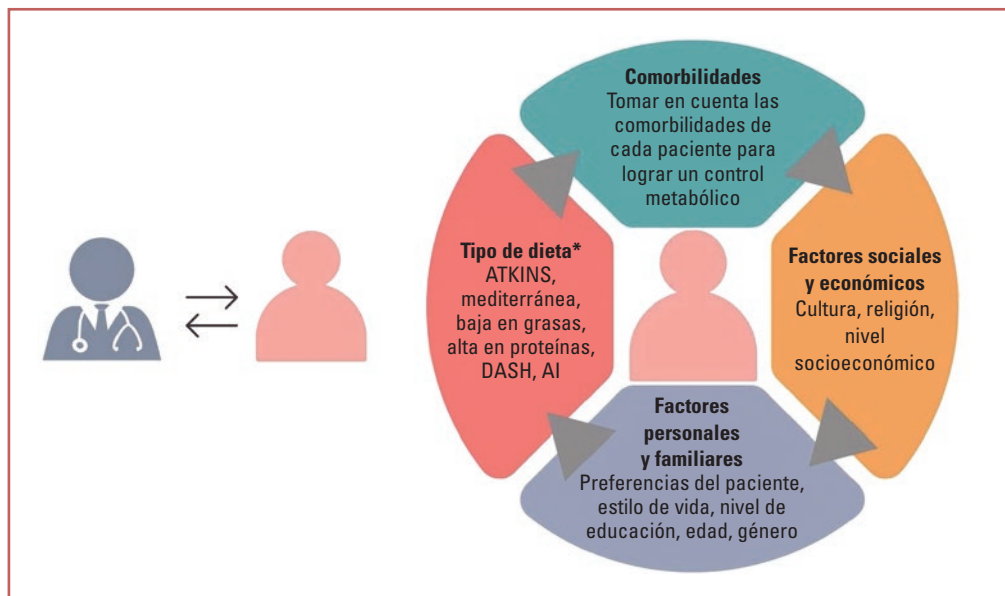 Comorbilidades
Tomar en cuenta las
comorbilidades de
cada paciente para
lograr un control
metabólico
Tipo de dieta*
ATKINS,
mediterránea,
baja en grasas,
alta en proteínas,
DASH, AI
Factores sociales
y económicos
Cultura, religión,
nivel
socioeconómico
Factores
personales
y familiares
Preferencias del paciente,
estilo de vida, nivel de
educación, edad, género